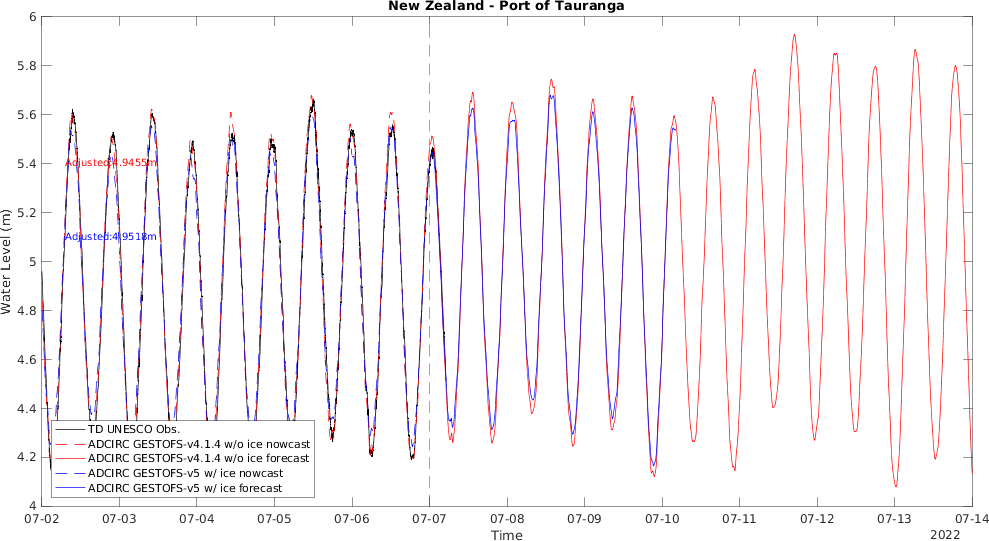 New Zealand - Port of Tauranga
6
5.8
5.6
5.4
5.2
5
4.8
4.6
4.4
4.2
4
Water Level (m)
Adjusted:4.9455m
Adjusted:4.9518m
TD UNESCO Obs.
ADCIRC GESTOFS-v4.1.4 w/o ice nowcast
ADCIRC GESTOFS-v4.1.4 w/o ice forecast
ADCIRC GESTOFS-v5 w/ ice nowcast
ADCIRC GESTOFS-v5 w/ ice forecast
07-02 07-03 07-04 07-05 07-06 07-07 07-08 07-09 07-10 07-11 07-12 07-13 07-14
Time
2022